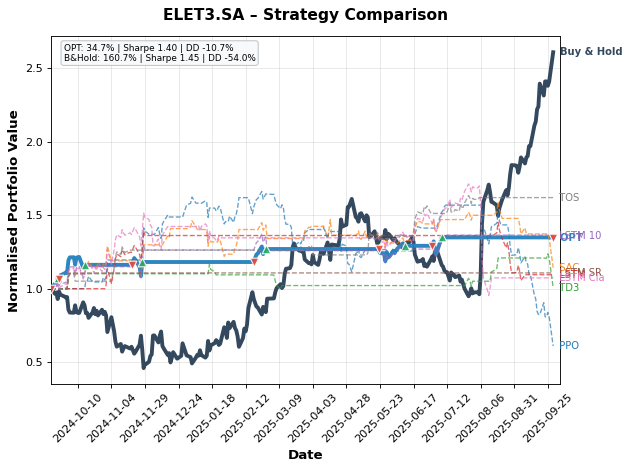 ELET3.SA – Strategy Comparison
OPT: 34.7% | Sharpe 1.40 | DD -10.7%
B&Hold: 160.7% | Sharpe 1.45 | DD -54.0%
Normalised Portfolio Value
2.5
2.0
1.5
1.0
0.5
Buy & Hold
TOS
OPT
10
SR
TD3
PPO
2024-10-10
2024-11-04
2024-11-29
2024-12-24
2025-01-18
2025-02-12
2025-03-09
2025-04-03
2025-04-28
2025-05-23
2025-06-17
2025-07-12
2025-08-06
2025-08-31
2025-09-25
Date